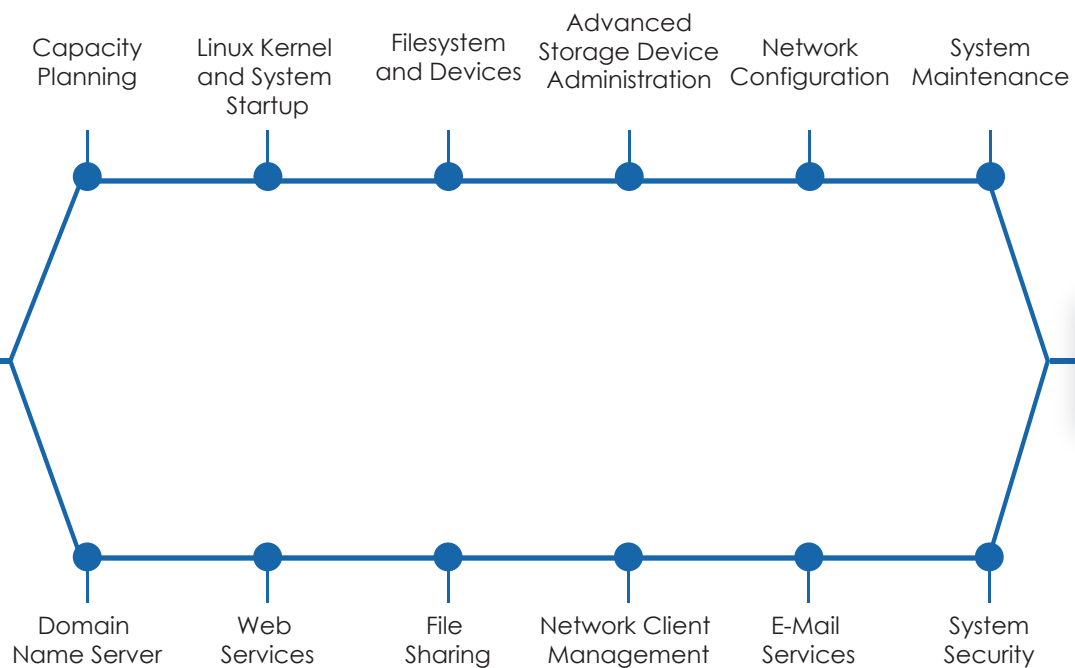 Capacity
Planning
Linux Kernel
and System
Startup
Filesystem
and Devices
Advanced
Storage Device
Administration
Network
Configuration
System
Maintenance
Domain
Name Server
Web
Services
File
Sharing
Network Client
Management
E-Mail
Services
System
Security